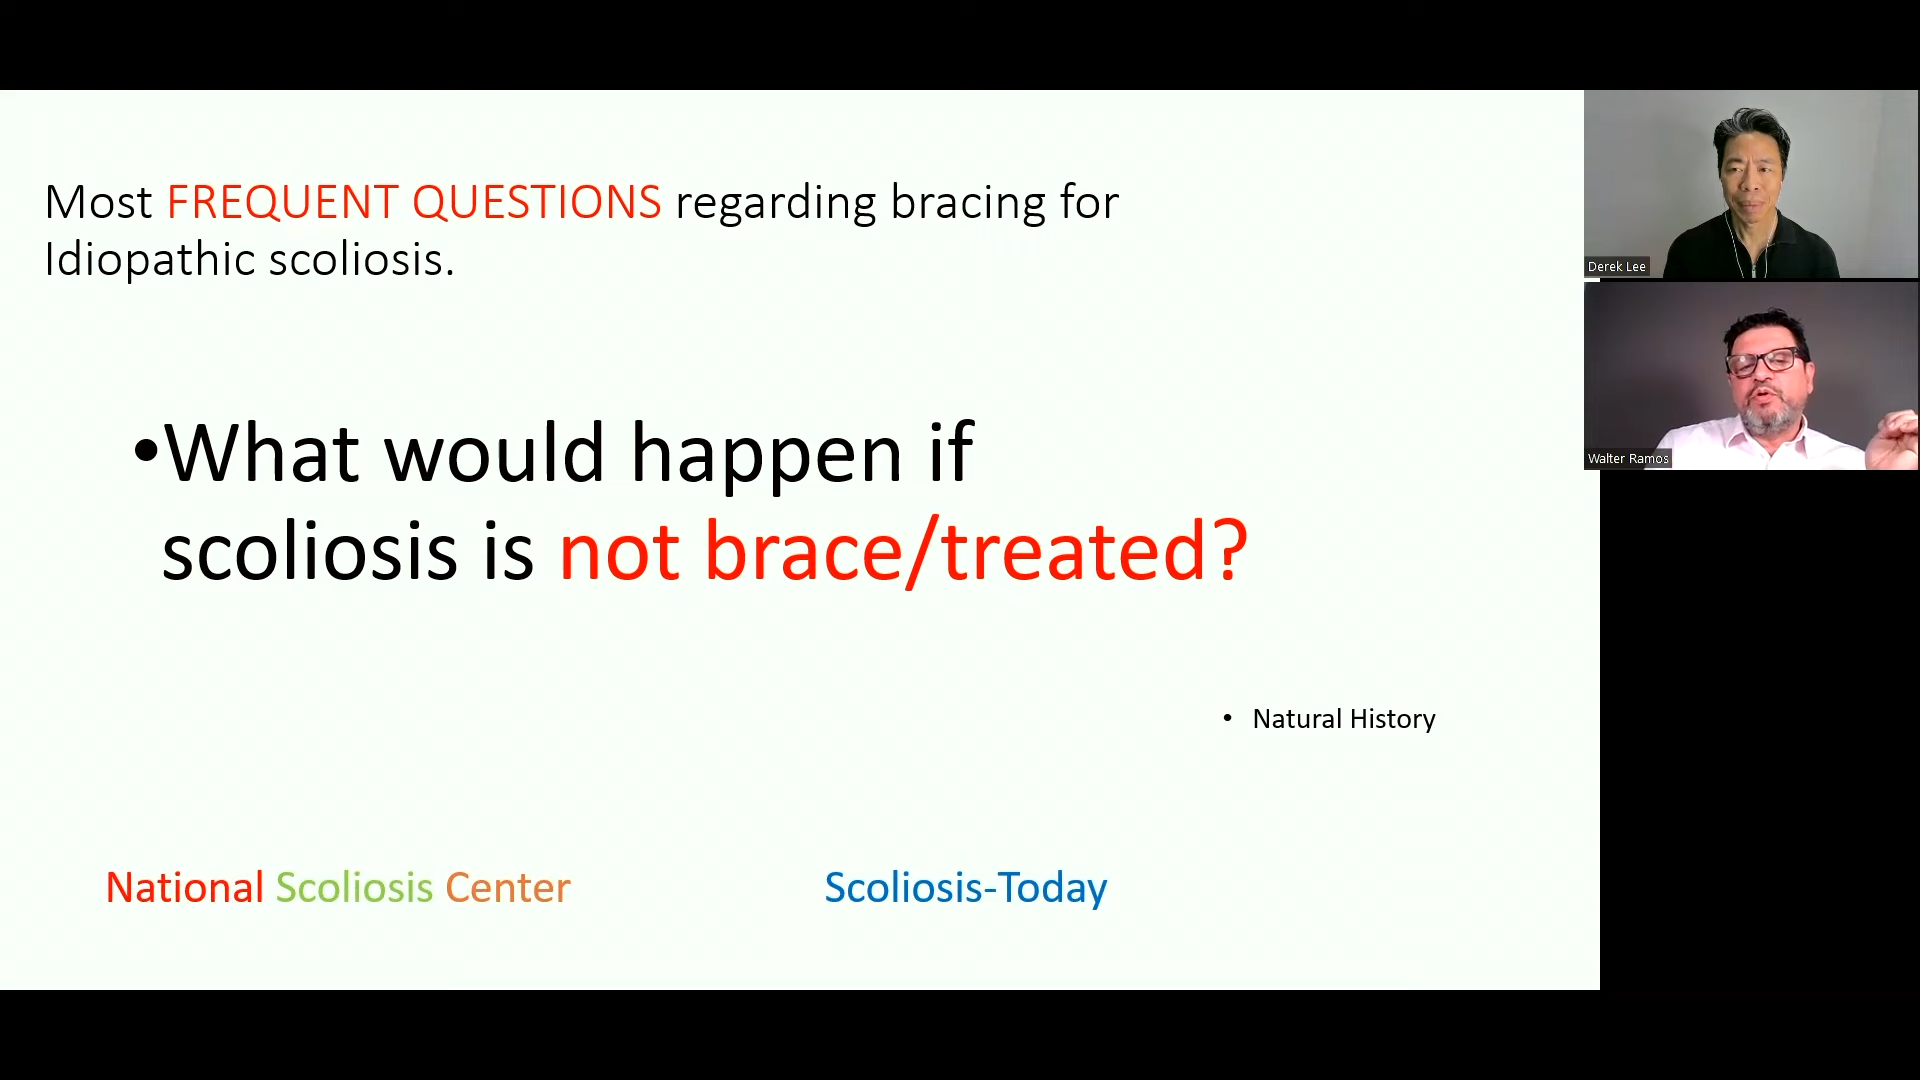 Most FREQUENT QUESTIONS regarding bracing for
Idiopathic scoliosis.
•What would happen if
scoliosis is not brace/treated?
• Natural History
National Scoliosis Center
Scoliosis-Today
Derek Lee
Walter Ramos